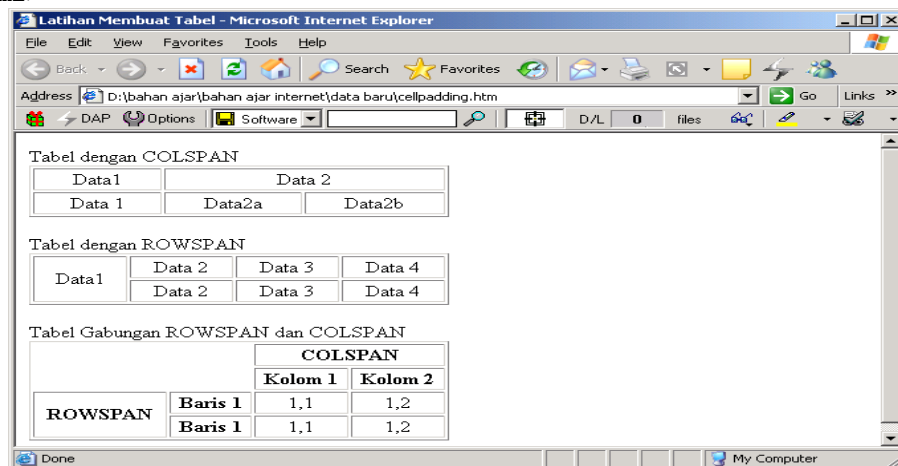 Latihan Membuat Tabel - Microsoft Internet Explorer
File Edit View Favorites Tools Help
Back Search Favorites
Address D:\bahan ajar\bahan ajar internet\data baru\cellpadding.htm Go Links »
DAP Options Software D/L 0 files
Tabel dengan COLSPAN
Data1 Data 2
Data 1 Data2a Data2b
Tabel dengan ROWSPAN
Data1 Data 2 Data 3 Data 4
Data 2 Data 3 Data 4
Tabel Gabungan ROWSPAN dan COLSPAN
COLSPAN
Kolom 1 Kolom 2
ROWSPAN Baris 1 1,1 1,2
Baris 1 1,1 1,2
Done My Computer